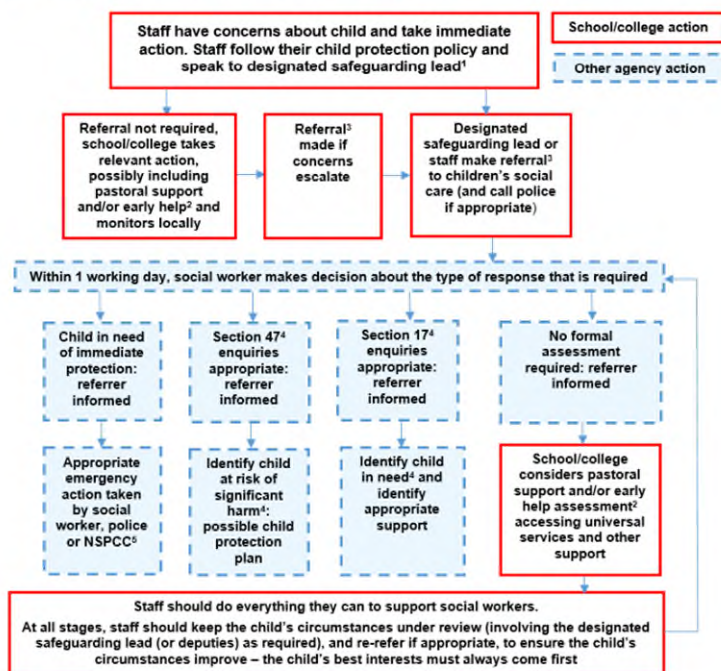 Staff have concerns about child and take immediate
action. Staff follow their child protection policy and
speak to designated safeguarding lead¹
School/college action
Other agency action
Referral not required,
school/college takes
relevant action,
possibly including
pastoral support
and/or early help² and
monitors locally
Referral³
made if
concerns
escalate
Designated
safeguarding lead or
staff make referral³
to children's social
care (and call police
if appropriate)
Within 1 working day, social worker makes decision about the type of response that is required
Child in need
of immediate
protection:
referrer
informed
Section 47⁴
enquiries
appropriate:
referrer
informed
Section 17⁴
enquiries
appropriate:
referrer
informed
No formal
assessment
required: referrer
informed
Appropriate
emergency
action taken
by social
worker, police
or NSPCC⁵
Identify child
at risk of
significant
harm⁴:
possible child
protection
plan
Identify child
in need⁴ and
identify
appropriate
support
School/college
considers pastoral
support and/or early
help assessment²
accessing universal
services and other
support
Staff should do everything they can to support social workers.
At all stages, staff should keep the child's circumstances under review (involving the designated
safeguarding lead (or deputies) as required), and re-refer if appropriate, to ensure the child's
circumstances improve – the child's best interests must always come first